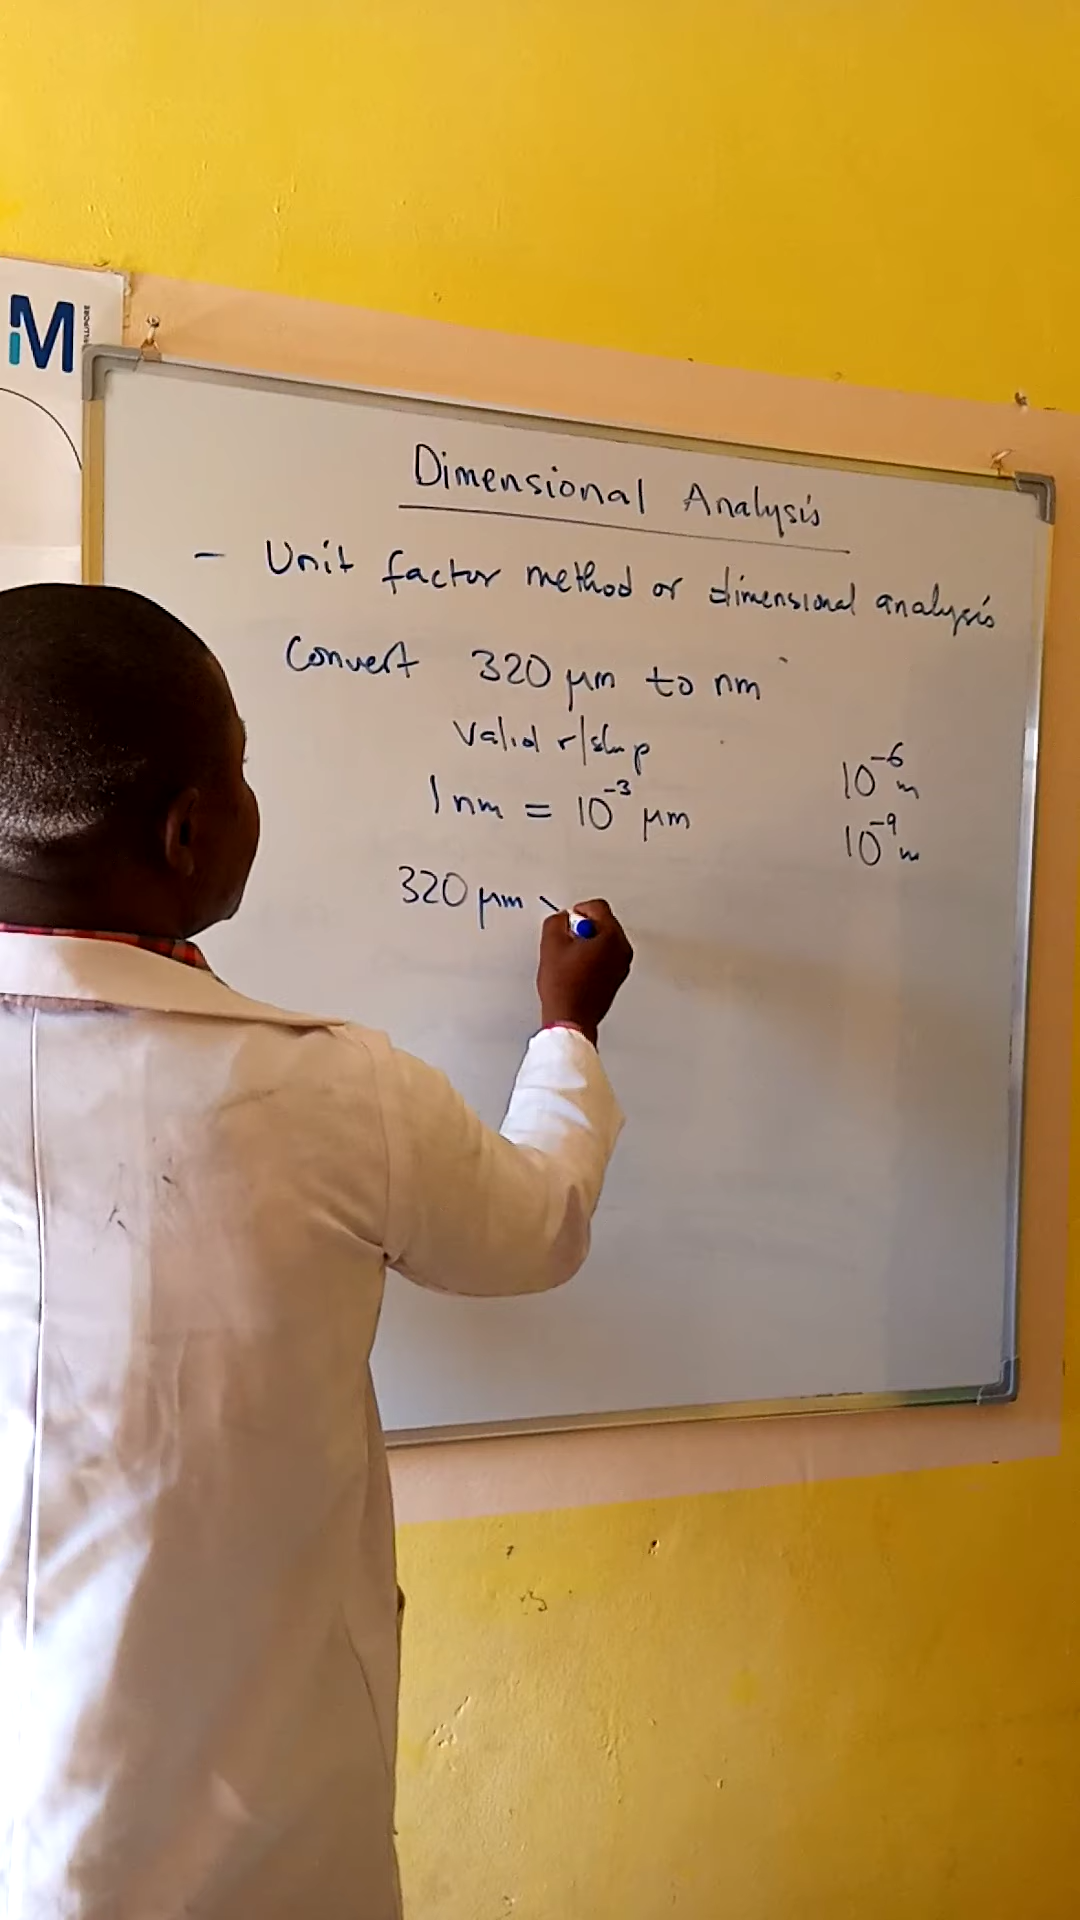 M
Dimensional Analysis
- Unit factor method or dimensional analysis
Convert 320 μm to nm
Valid r/shp
1 nm = 10⁻³ μm
10⁻⁶ m
10⁻⁹ m
320 μm